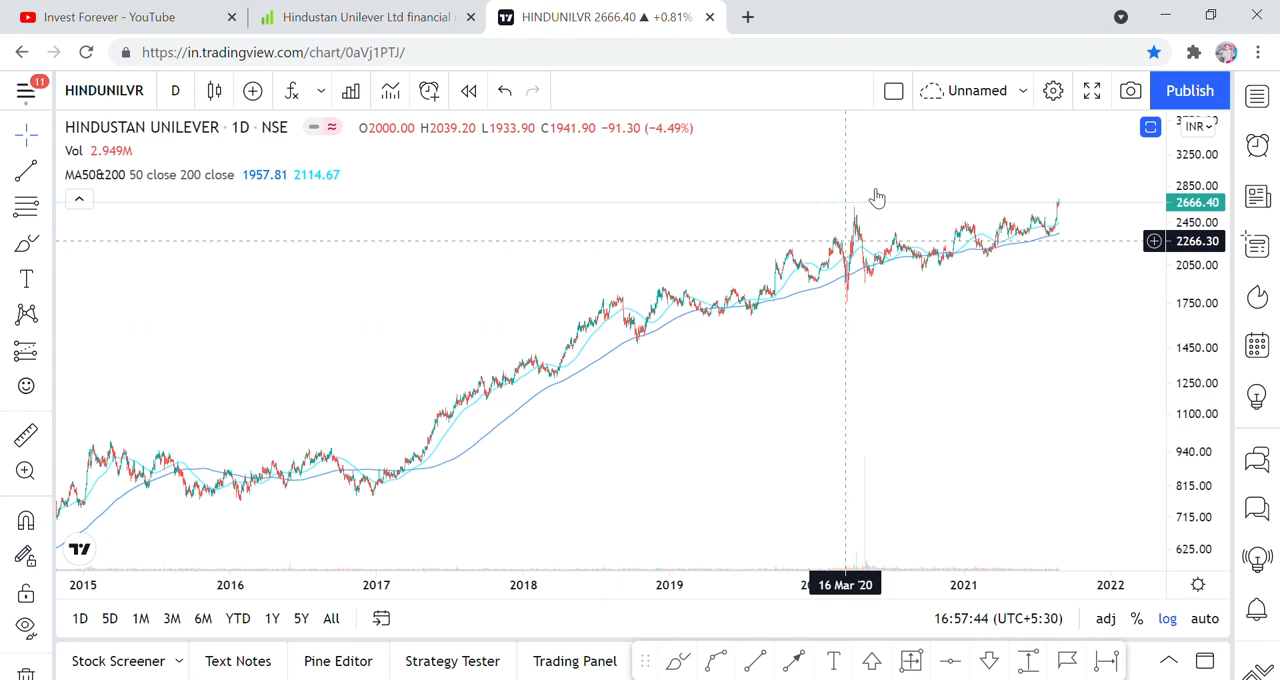 Invest Forever - YouTube
Hindustan Unilever Ltd financial
HINDUNILVR 2666.40 ▲ +0.81%
https://in.tradingview.com/chart/0aVj1PTJ/
11
HINDUNILVR
D
Unnamed
Publish
HINDUSTAN UNILEVER · 1D · NSE
O2000.00 H2039.20 L1933.90 C1941.90 −91.30 (−4.49%)
INR
Vol 2.949M
MA50&200 50 close 200 close 1957.81 2114.67
3250.00
2850.00
2666.40
2450.00
2266.30
2050.00
1750.00
1450.00
1250.00
1100.00
940.00
815.00
715.00
625.00
2015
2016
2017
2018
2019
16 Mar '20
2021
2022
1D
5D
1M
3M
6M
YTD
1Y
5Y
All
16:57:44 (UTC+5:30)
adj
%
log
auto
Stock Screener
Text Notes
Pine Editor
Strategy Tester
Trading Panel